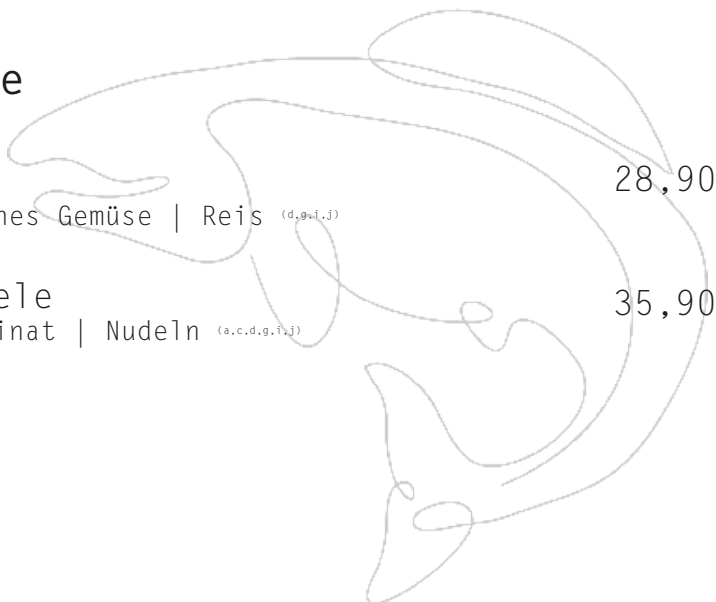 e
28,90
nes Gemüse | Reis (d,g,i,j)
ele
35,90
inat | Nudeln (a,c,d,g,i,j)